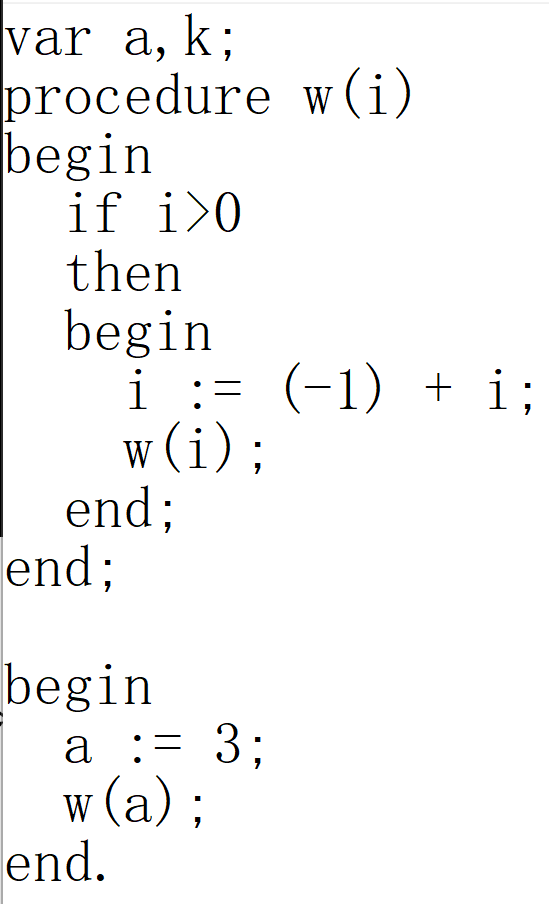 var a,k;
procedure w(i)
begin
  if i>0
  then
  begin
    i := (-1) + i;
    w(i);
  end;
end;

begin
  a := 3;
  w(a);
end.